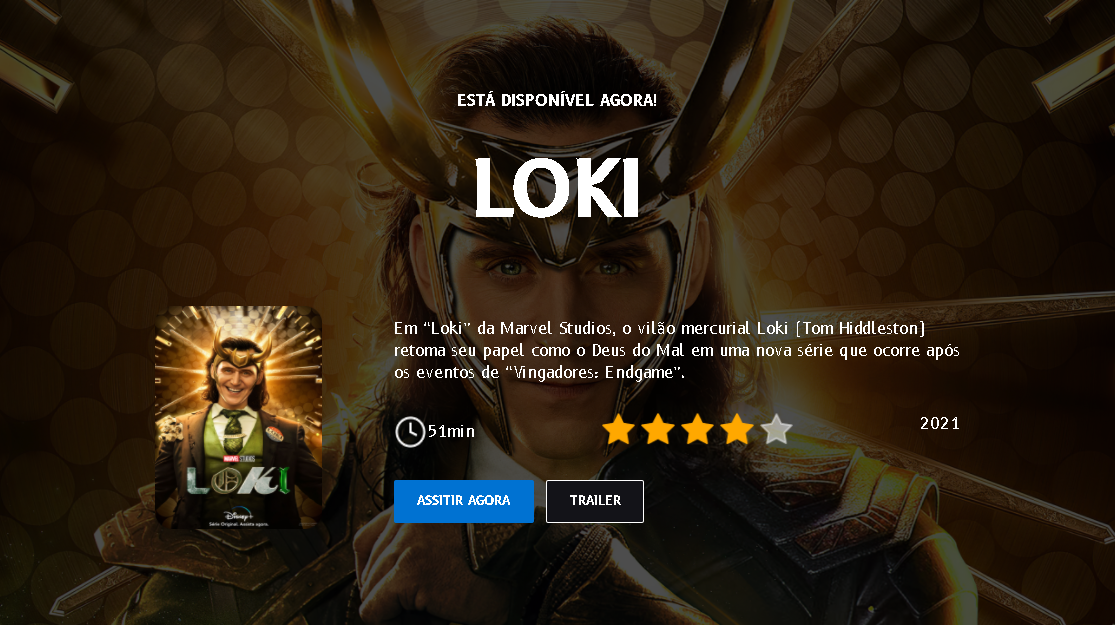 ESTÁ DISPONÍVEL AGORA!
LOKI
Em “Loki” da Marvel Studios, o vilão mercurial Loki (Tom Hiddleston)
retoma seu papel como o Deus do Mal em uma nova série que ocorre após
os eventos de “Vingadores: Endgame”.
51min
2021
ASSITIR AGORA
TRAILER
MARVEL STUDIOS
LOKI
Disney+
Série Original. Assista agora.